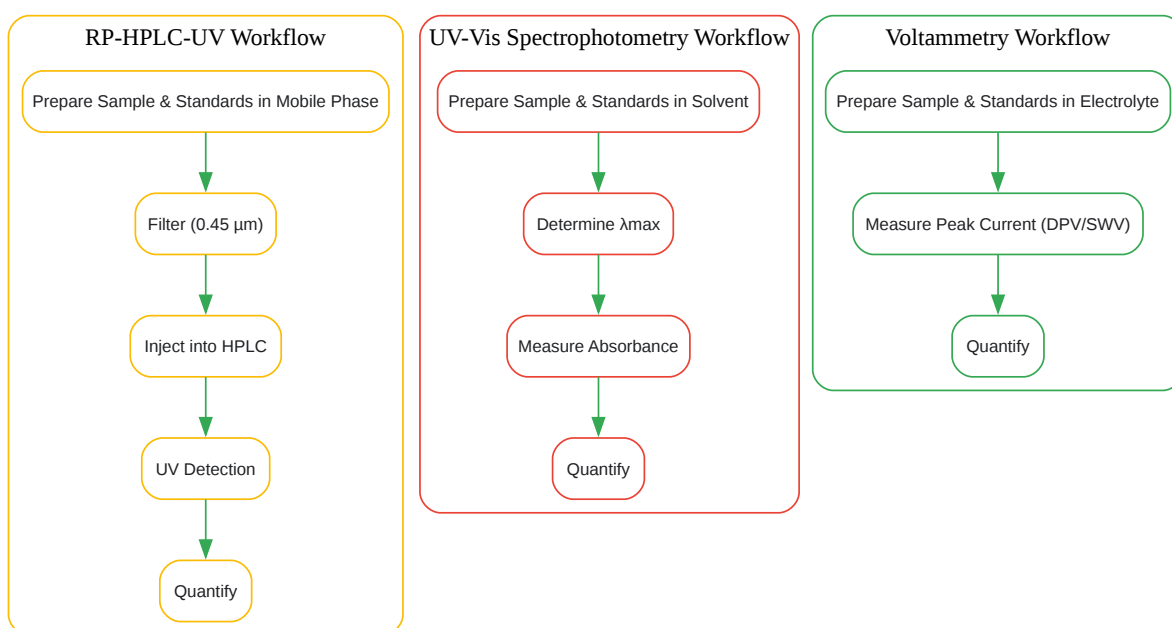 RP-HPLC-UV Workflow
Prepare Sample & Standards in Mobile Phase
Filter (0.45 µm)
Inject into HPLC
UV Detection
Quantify
UV-Vis Spectrophotometry Workflow
Prepare Sample & Standards in Solvent
Determine λmax
Measure Absorbance
Quantify
Voltammetry Workflow
Prepare Sample & Standards in Electrolyte
Measure Peak Current (DPV/SWV)
Quantify